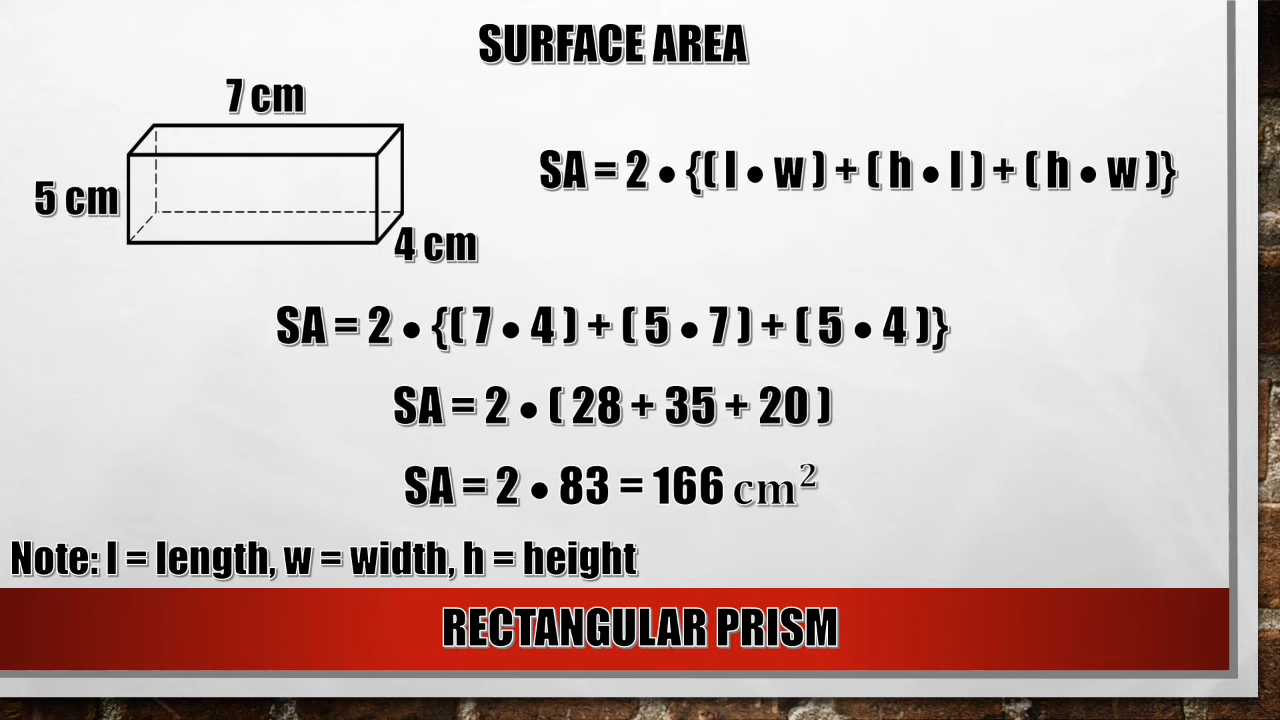 SURFACE AREA
7 cm
5 cm
4 cm
SA = 2 • {( l • w ) + ( h • l ) + ( h • w )}
SA = 2 • {( 7 • 4 ) + ( 5 • 7 ) + ( 5 • 4 )}
SA = 2 • ( 28 + 35 + 20 )
SA = 2 • 83 = 166 cm²
Note: l = length, w = width, h = height
RECTANGULAR PRISM